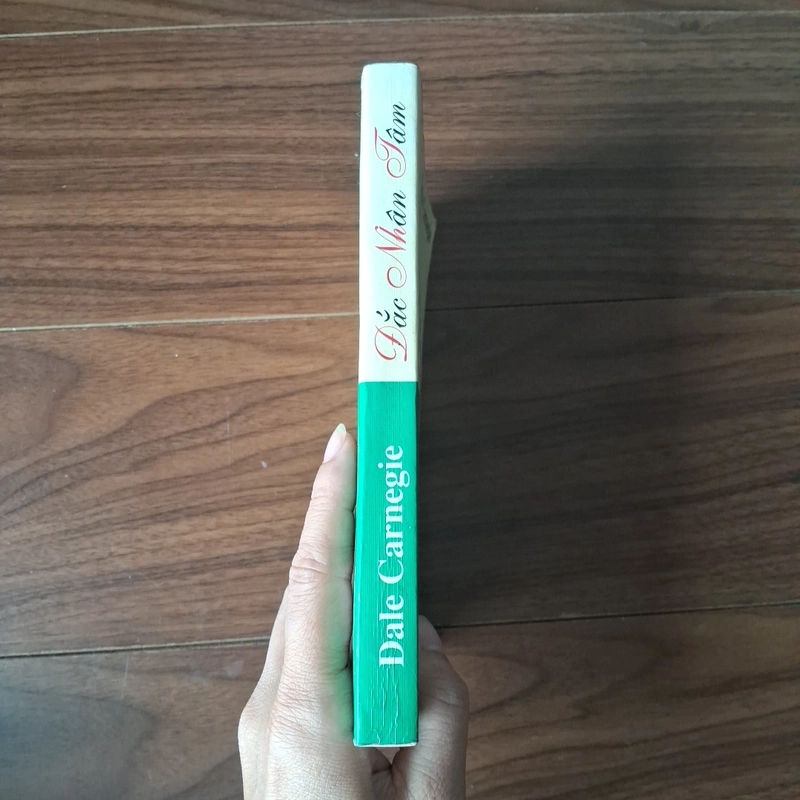 Đắc Nhân Tâm
Dale Carnegie